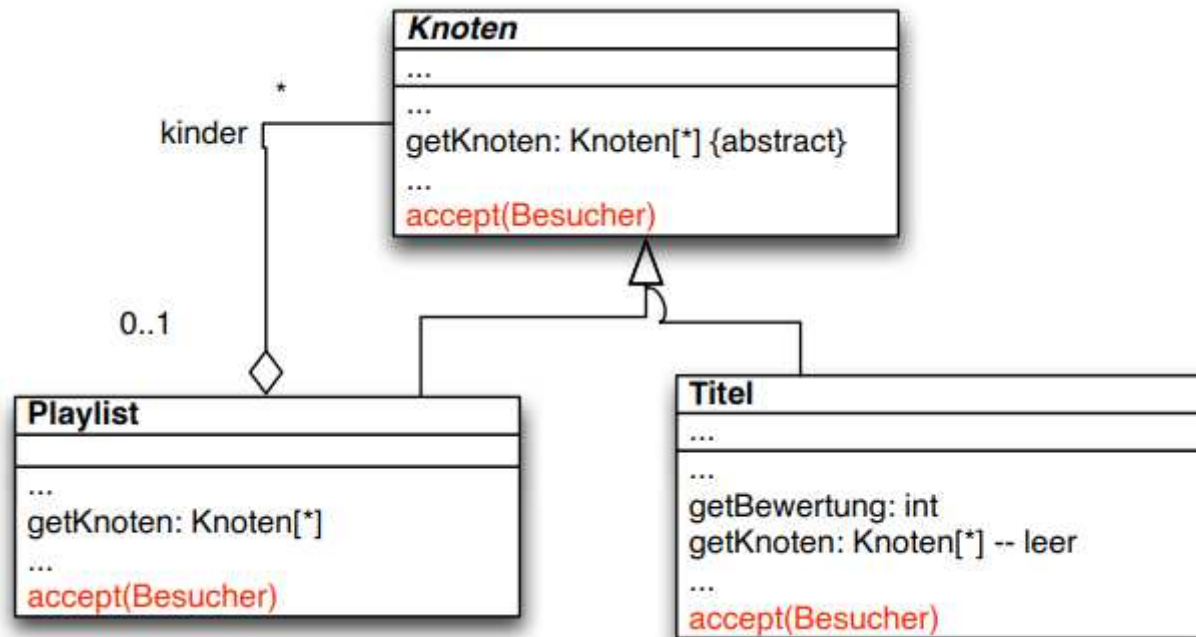 Knoten
...
*
...
kinder
getKnoten: Knoten[*] {abstract}
...
accept(Besucher)
0..1
Playlist
...
getKnoten: Knoten[*]
...
accept(Besucher)
Titel
...
...
getBewertung: int
getKnoten: Knoten[*] -- leer
...
accept(Besucher)